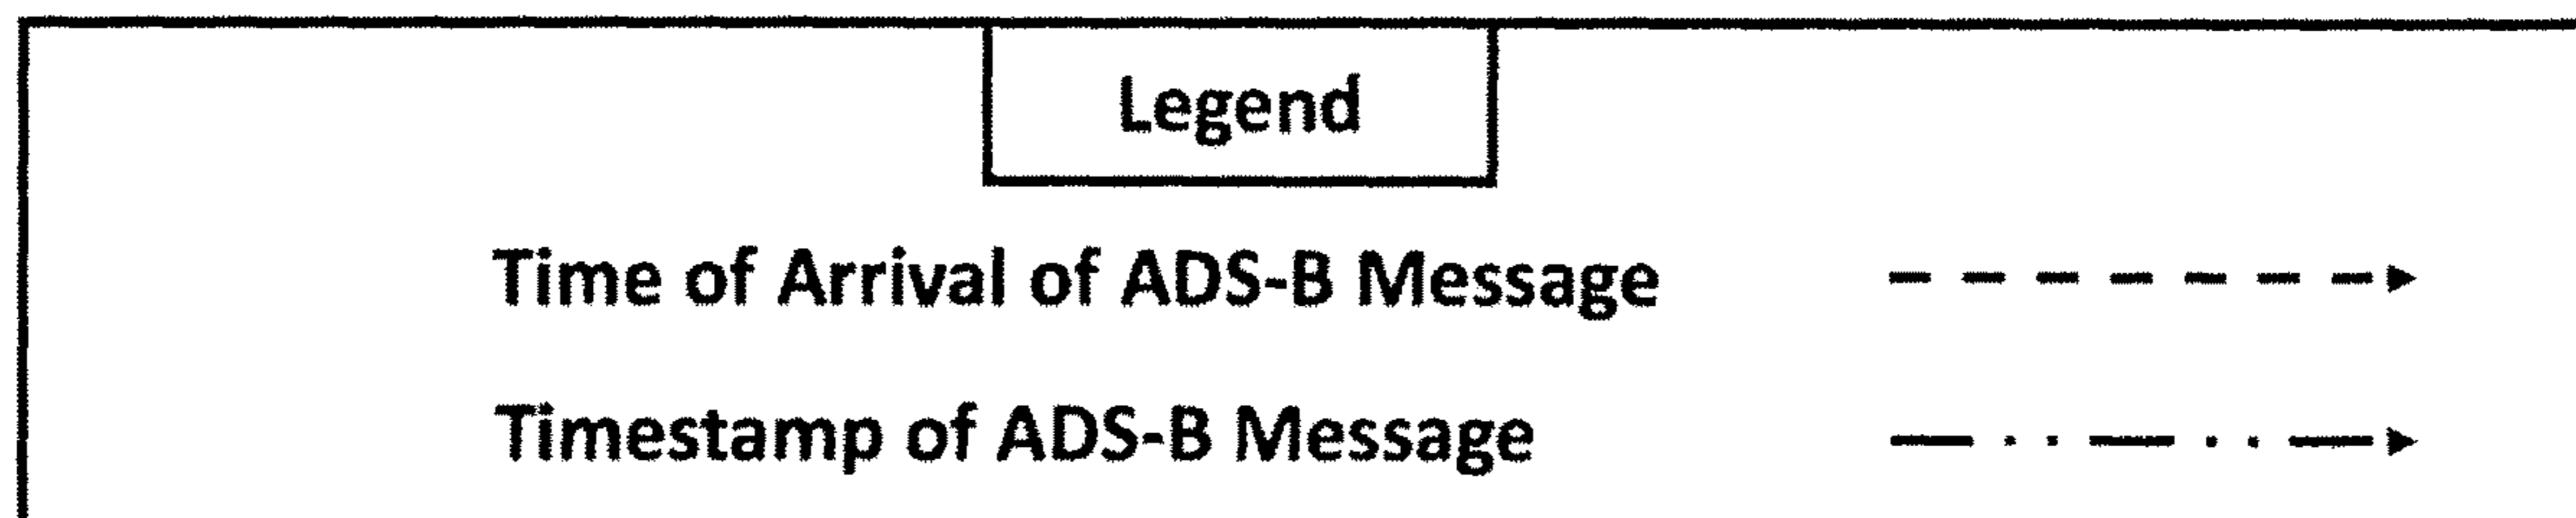 Legend
Time of Arrival of ADS-B Message
Timestamp of ADS-B Message